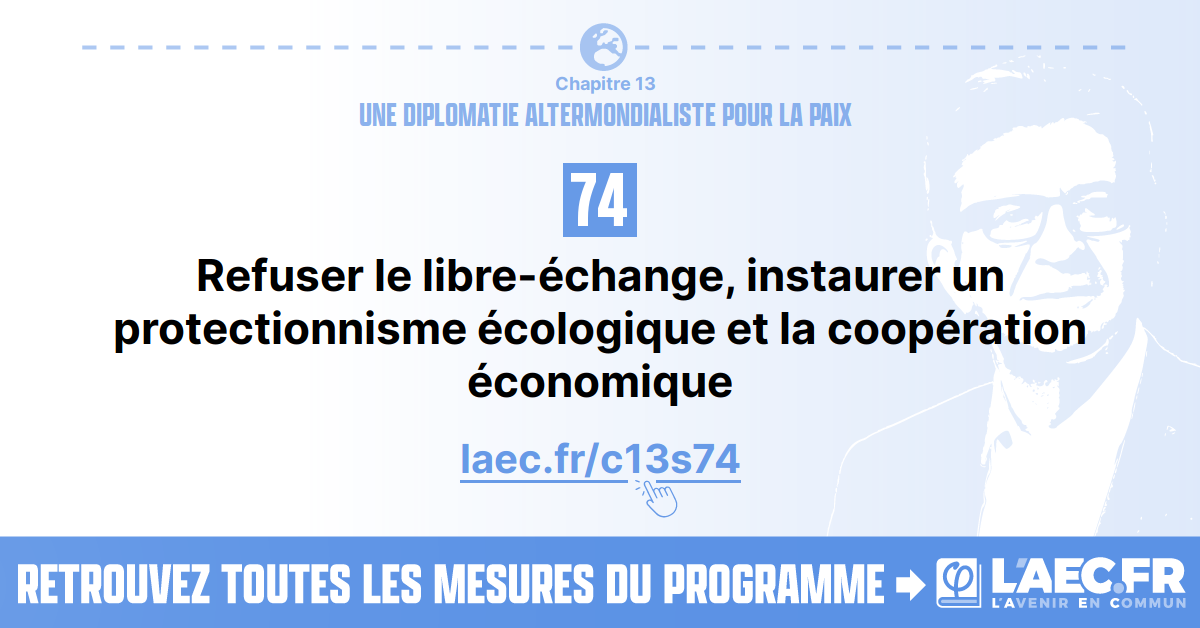 Chapitre 13
UNE DIPLOMATIE ALTERMONDIALISTE POUR LA PAIX
74
Refuser le libre-échange, instaurer un
protectionnisme écologique et la coopération
économique
laec.fr/c13s74
RETROUVEZ TOUTES LES MESURES DU PROGRAMME
φ
L'AEC.FR
L'AVENIR EN COMMUN